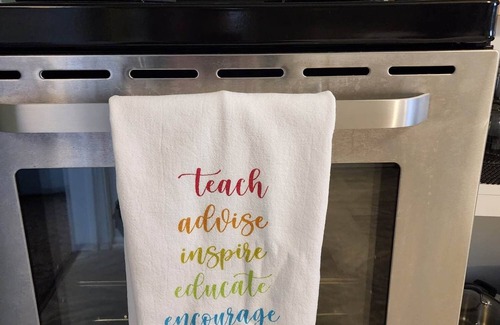 teach
advise
inspire
educate
encourage